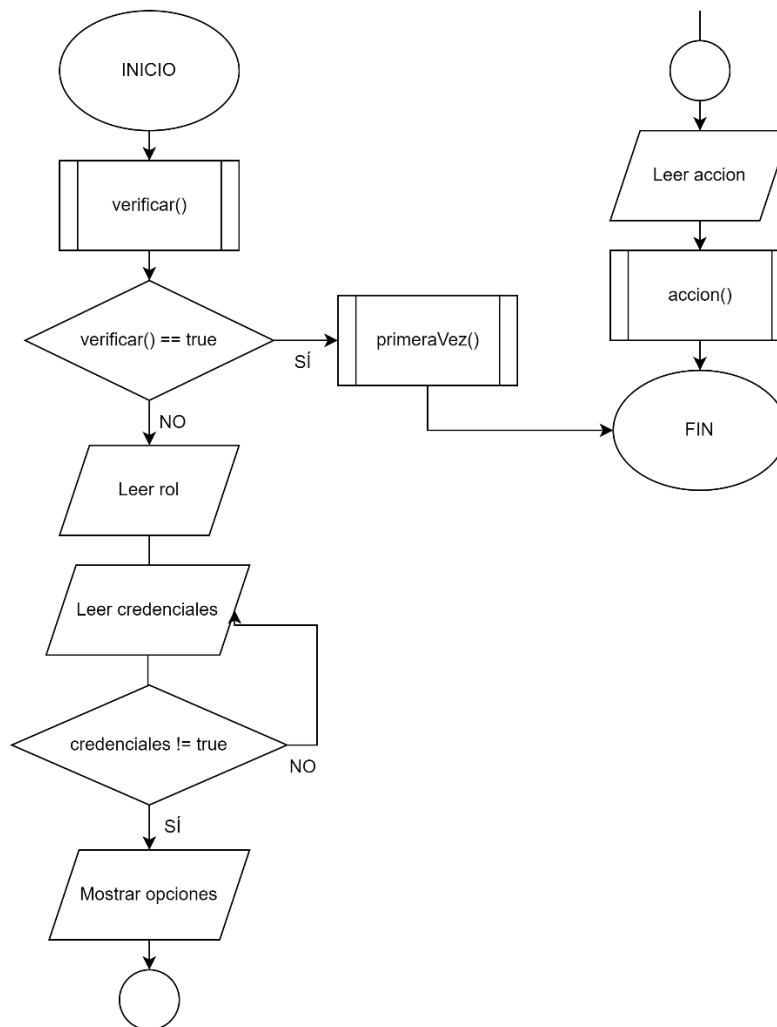 INICIO
verificar()
verificar() == true
SÍ
primeraVez()
NO
Leer rol
Leer credenciales
credenciales != true
NO
SÍ
Mostrar opciones
Leer accion
accion()
FIN